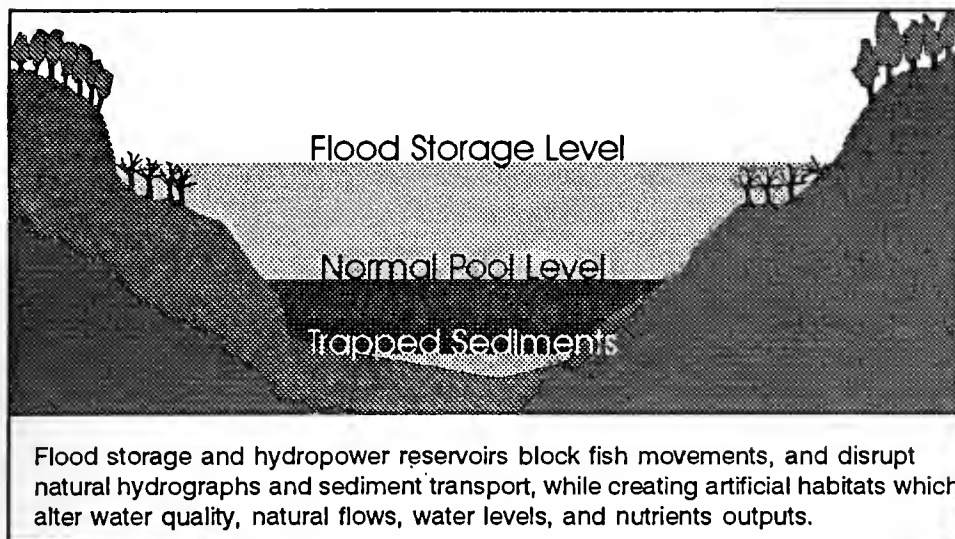 Flood Storage Level
Normal Pool Level
Trapped Sediments
Flood storage and hydropower reservoirs block fish movements, and disrupt
natural hydrographs and sediment transport, while creating artificial habitats which
alter water quality, natural flows, water levels, and nutrients outputs.